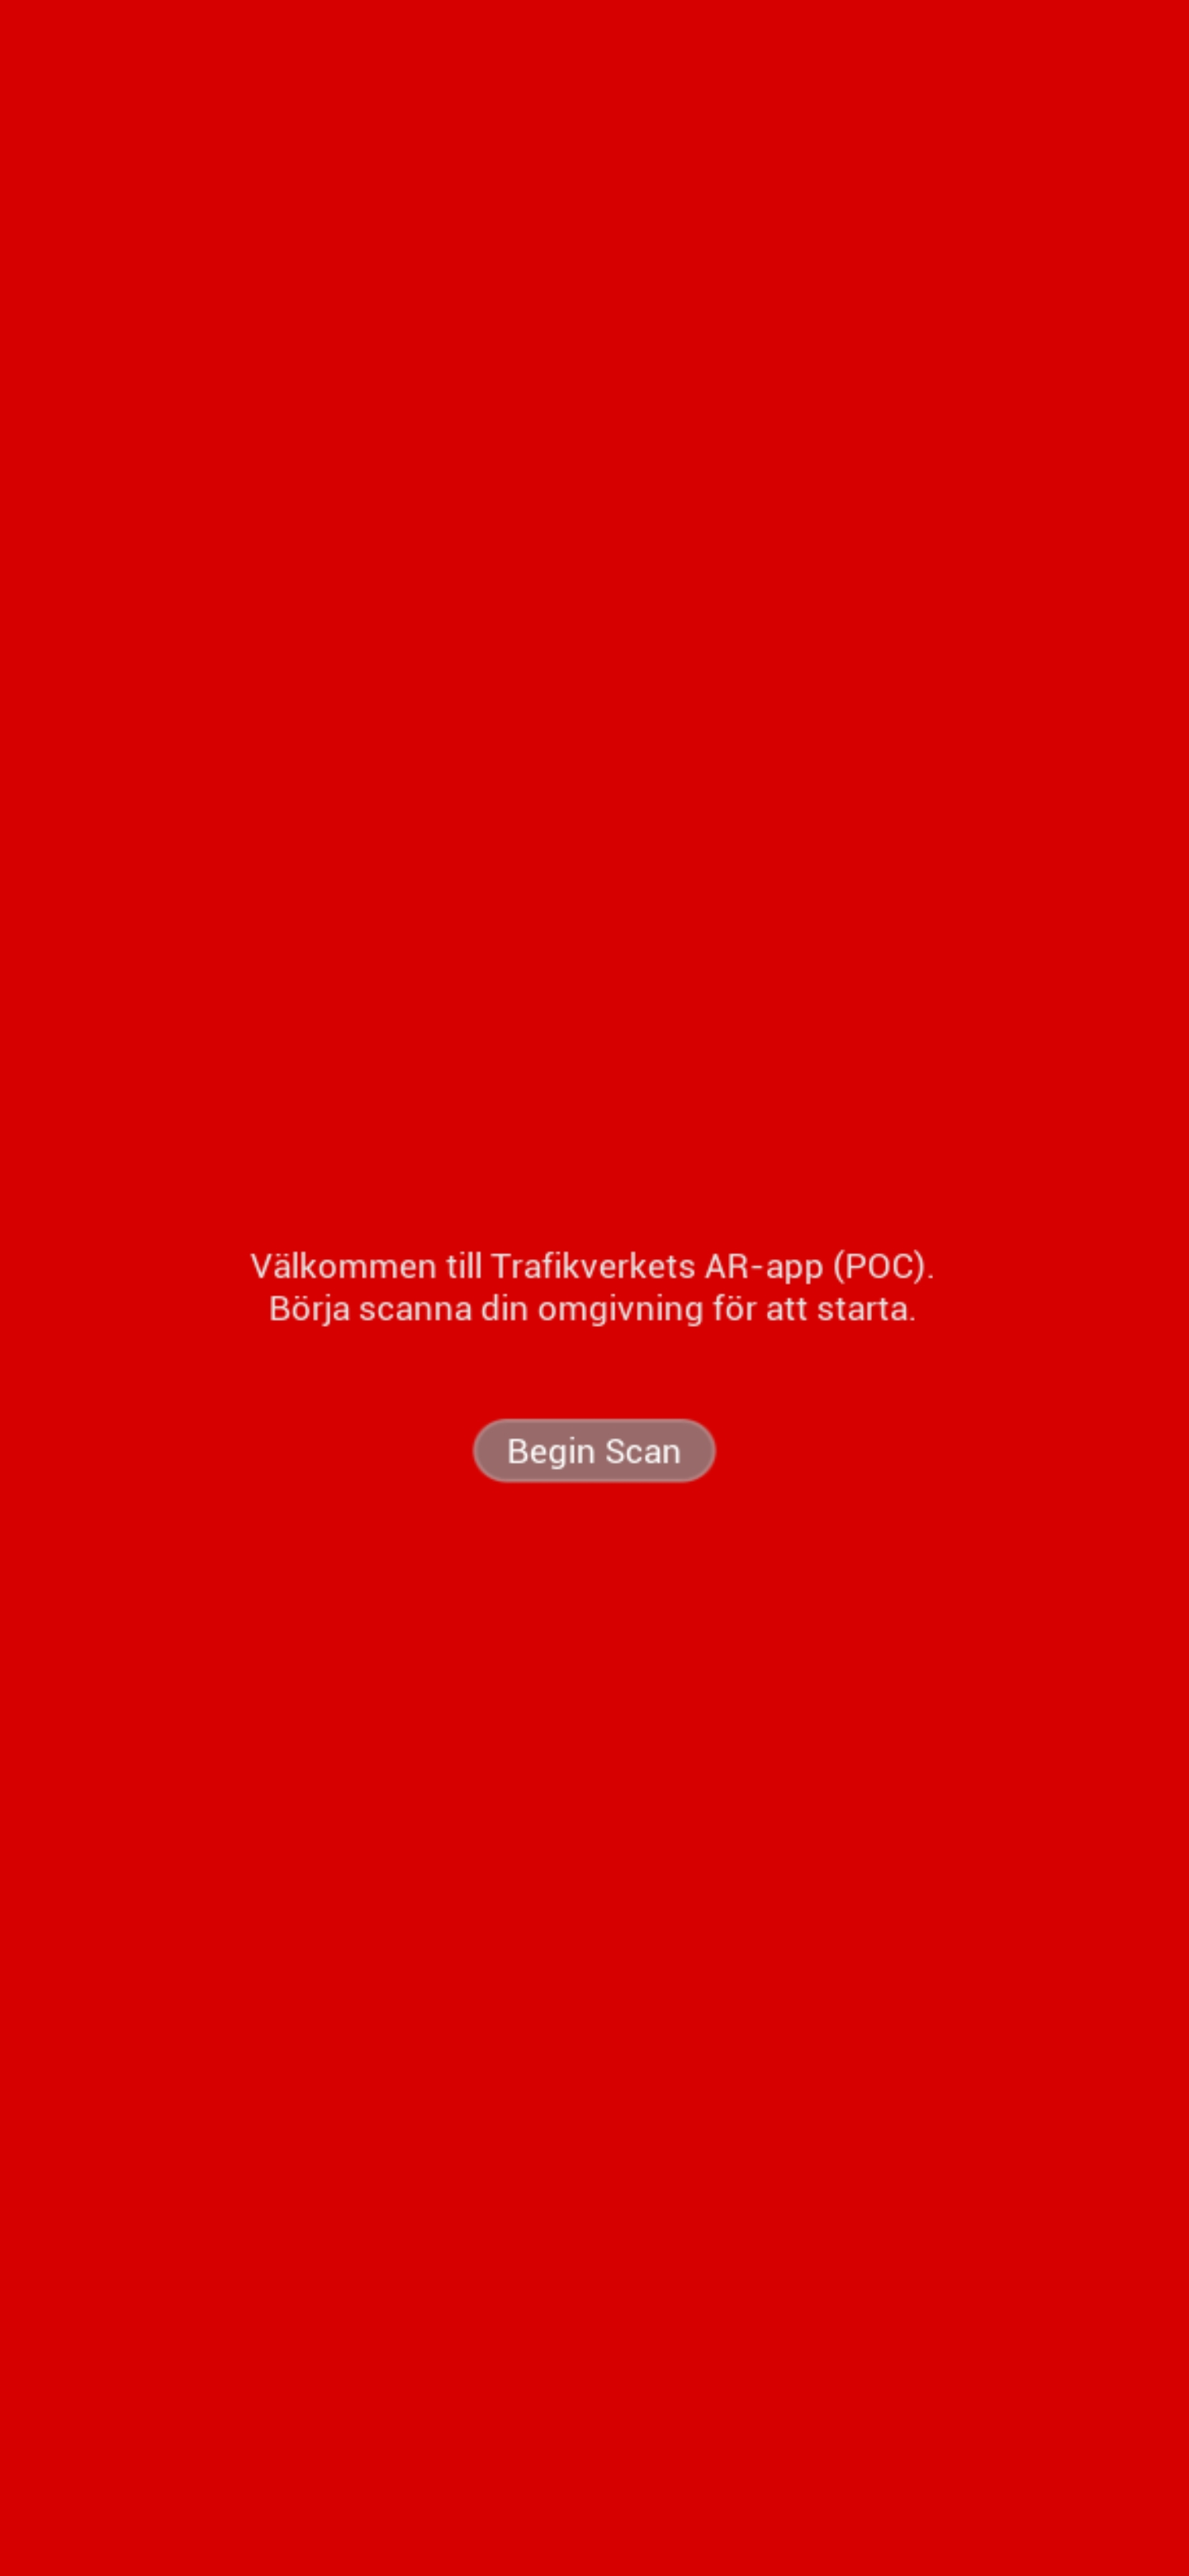 Välkommen till Trafikverkets AR-app (POC).
Börja scanna din omgivning för att starta.
Begin Scan